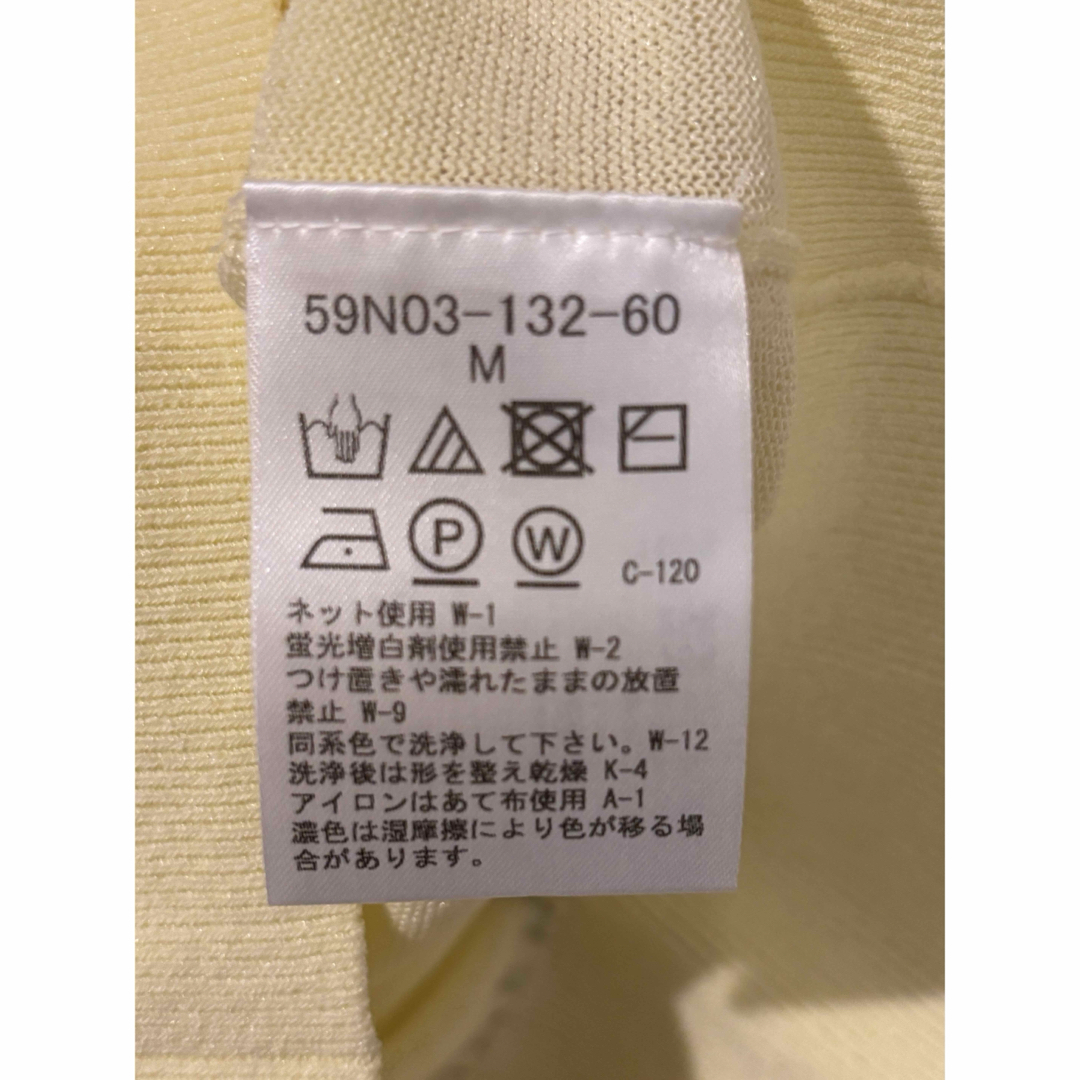 59N03-132-60
M
P W C-120
ネット使用 W-1
蛍光増白剤使用禁止 W-2
つけ置きや濡れたままの放置
禁止 W-9
同系色で洗浄して下さい。W-12
洗浄後は形を整え乾燥 K-4
アイロンはあて布使用 A-1
濃色は湿摩擦により色が移る場
合があります。